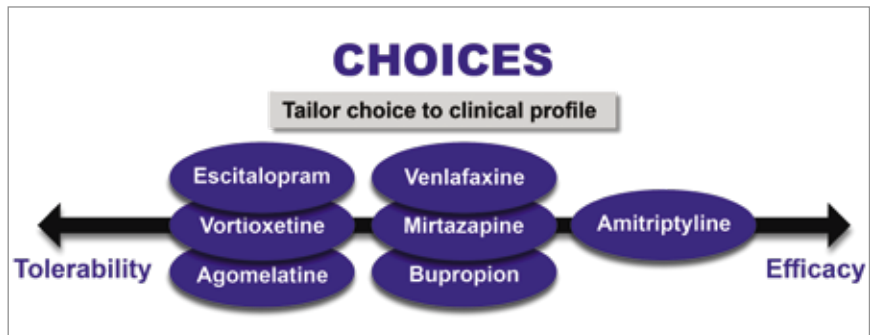 CHOICES
Tailor choice to clinical profile
Escitalopram Venlafaxine
Vortioxetine Mirtazapine Amitriptyline
Tolerability Agomelatine Bupropion Efficacy